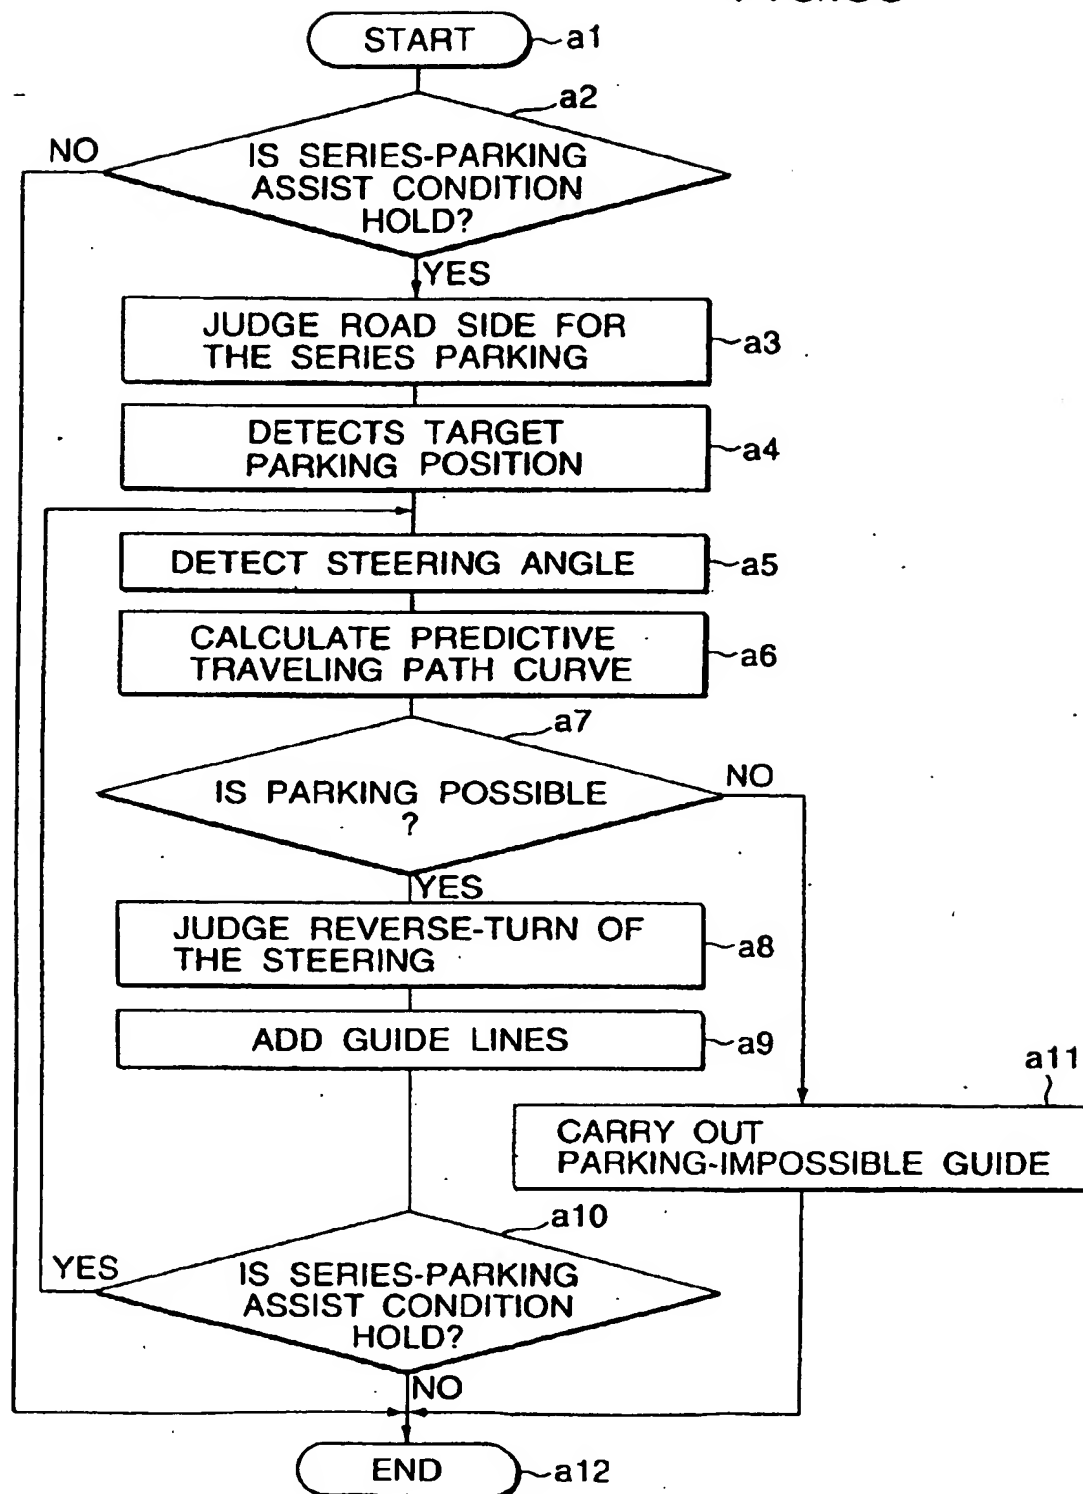 START
a1
a2
NO
IS SERIES-PARKING
ASSIST CONDITION
HOLD?
YES
JUDGE ROAD SIDE FOR
THE SERIES PARKING
a3
DETECTS TARGET
PARKING POSITION
a4
DETECT STEERING ANGLE
a5
CALCULATE PREDICTIVE
TRAVELING PATH CURVE
a6
a7
IS PARKING POSSIBLE
?
NO
YES
JUDGE REVERSE-TURN OF
THE STEERING
a8
ADD GUIDE LINES
a9
a11
CARRY OUT
PARKING-IMPOSSIBLE GUIDE
a10
YES
IS SERIES-PARKING
ASSIST CONDITION
HOLD?
NO
END
a12